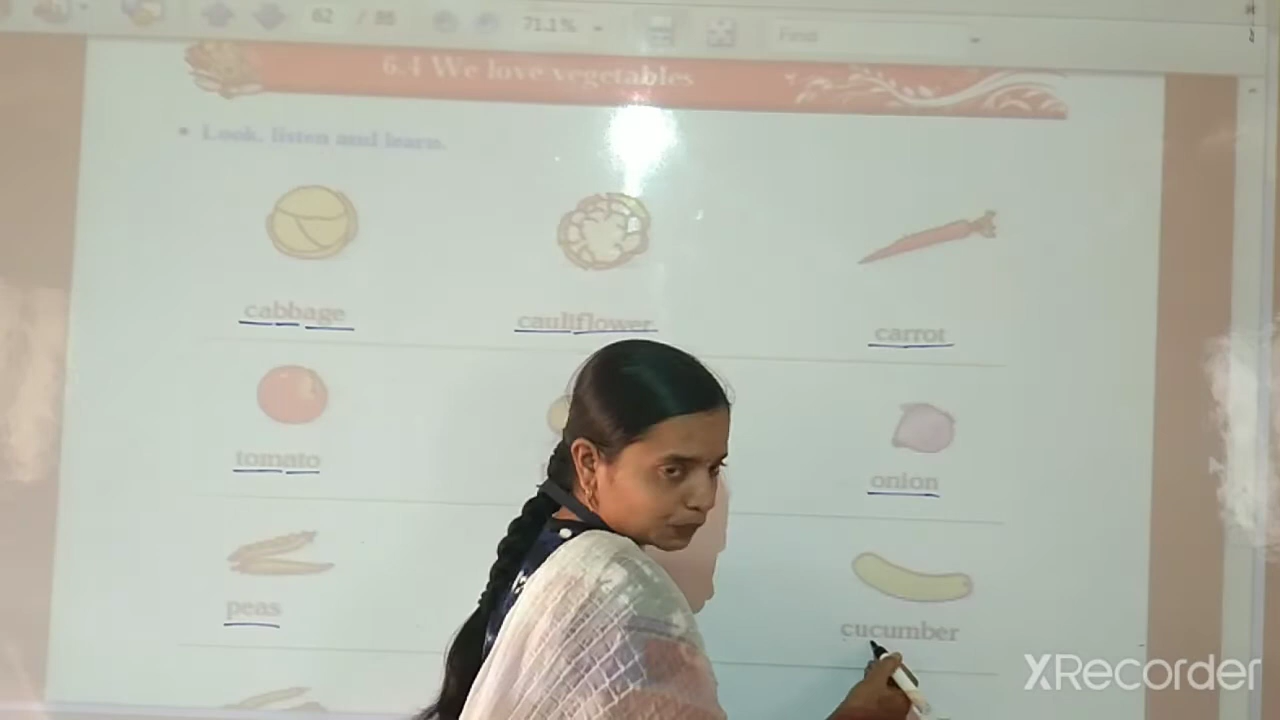 62 / 86 71.1% Find
6.4 We love vegetables
• Look, listen and learn.
cabbage cauliflower carrot
tomato onion
peas cucumber
XRecorder